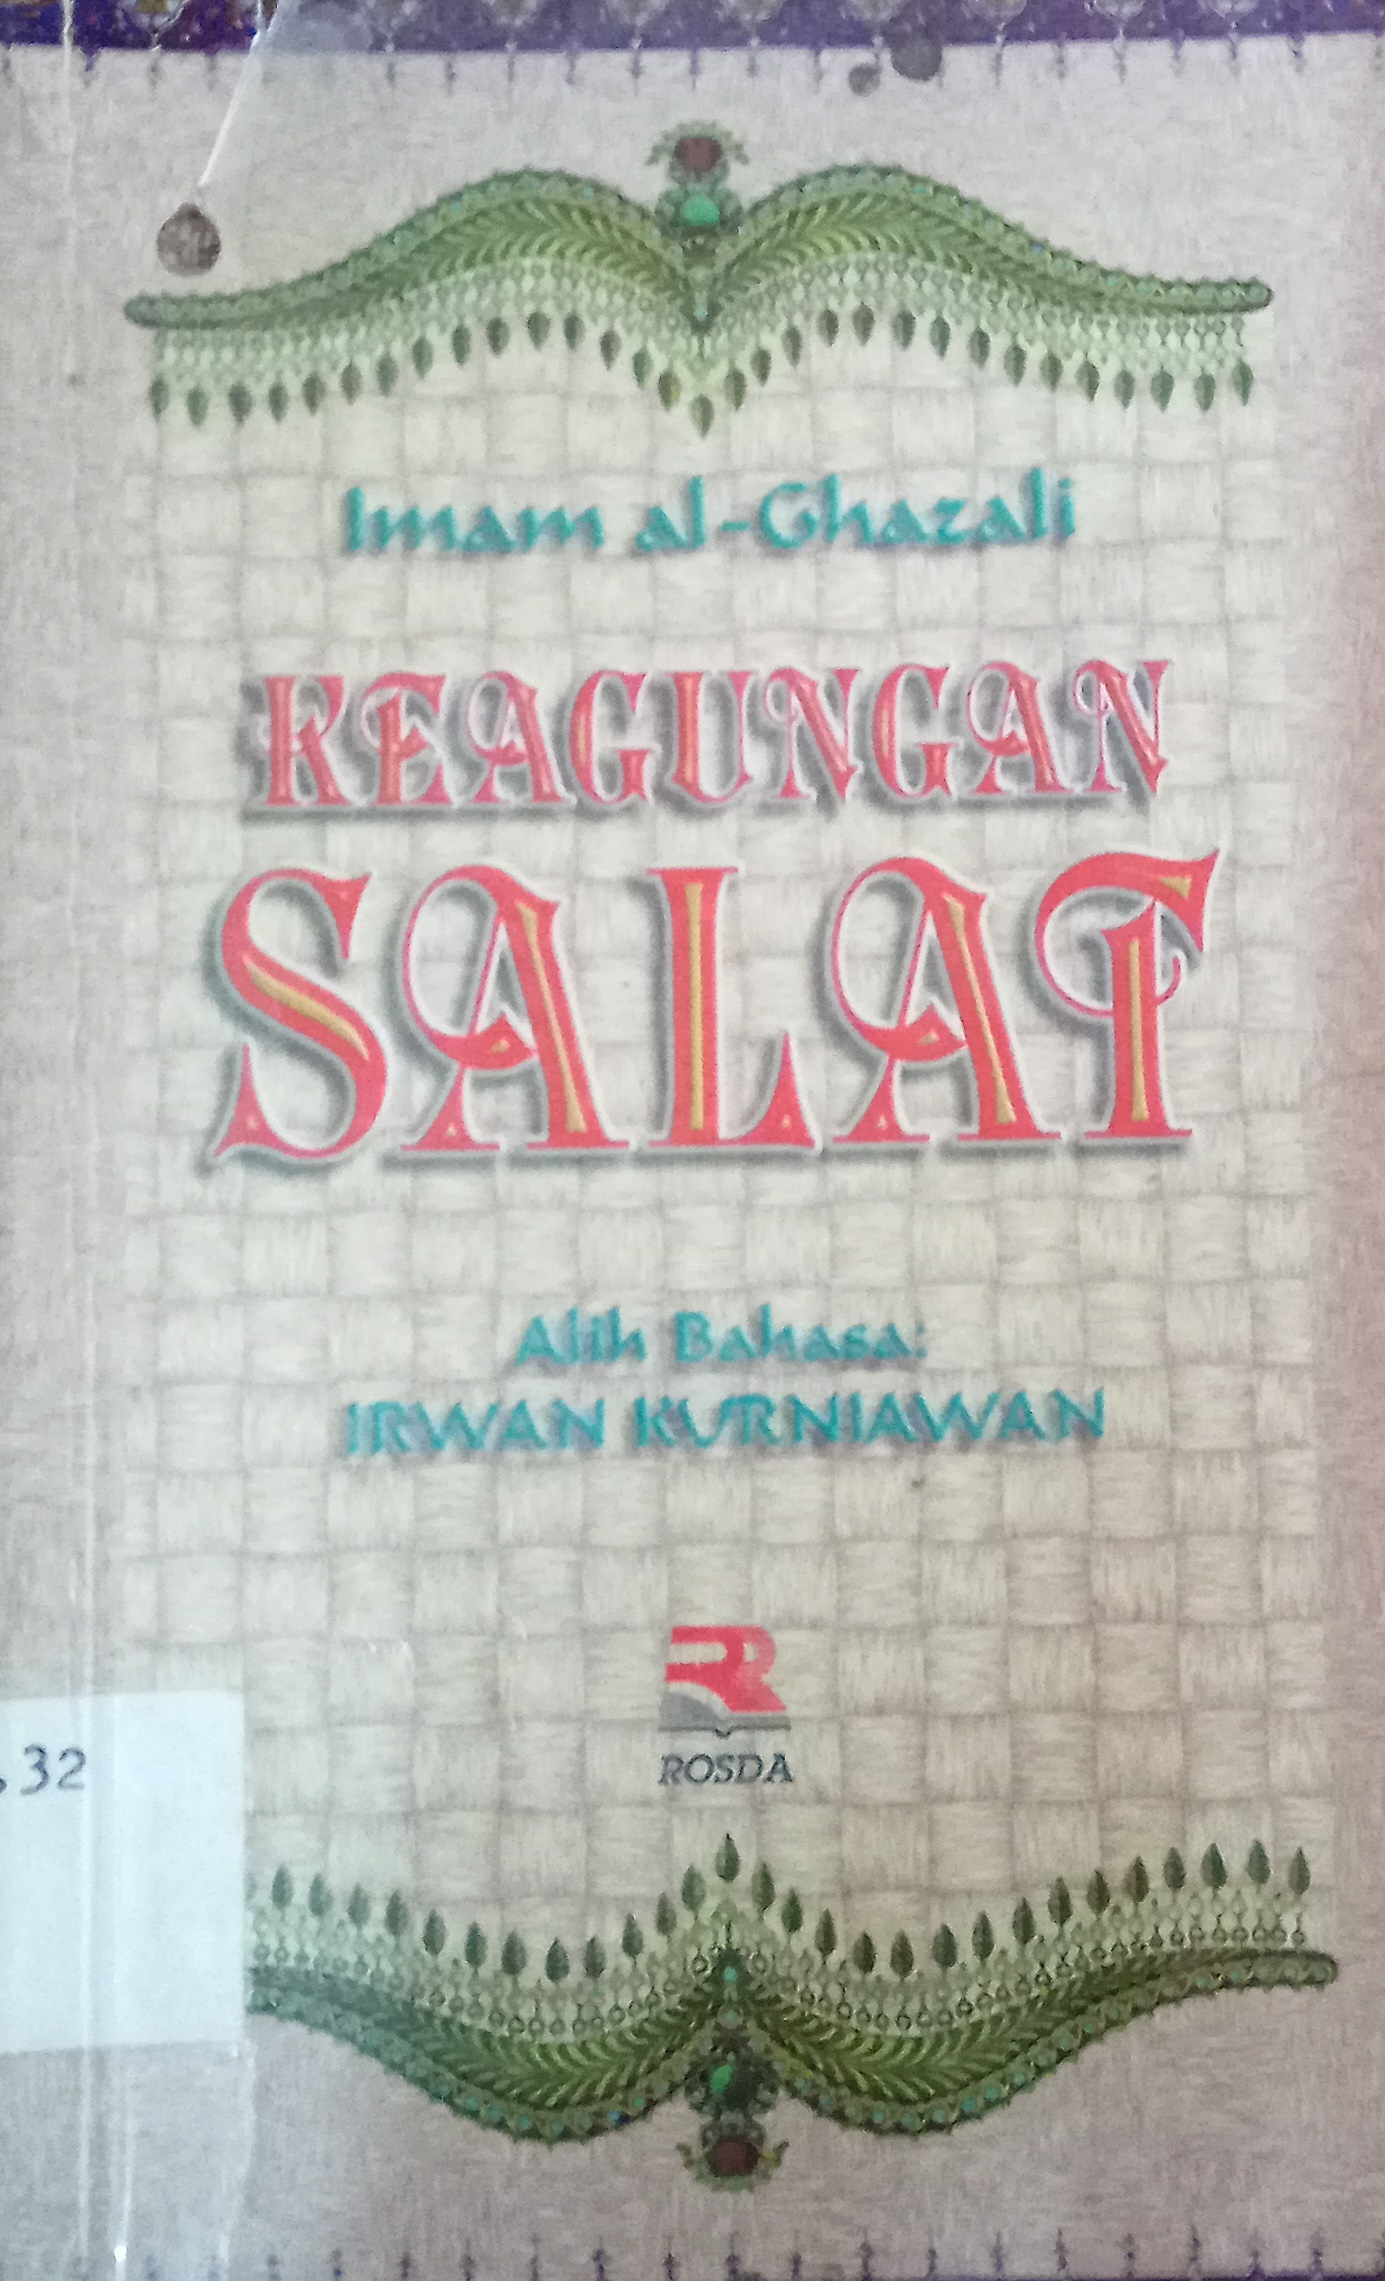 Imam al-Ghazali
KEAGUNGAN
SALAT
Alih Bahasa:
IRWAN KURNIAWAN
ROSDA
.32